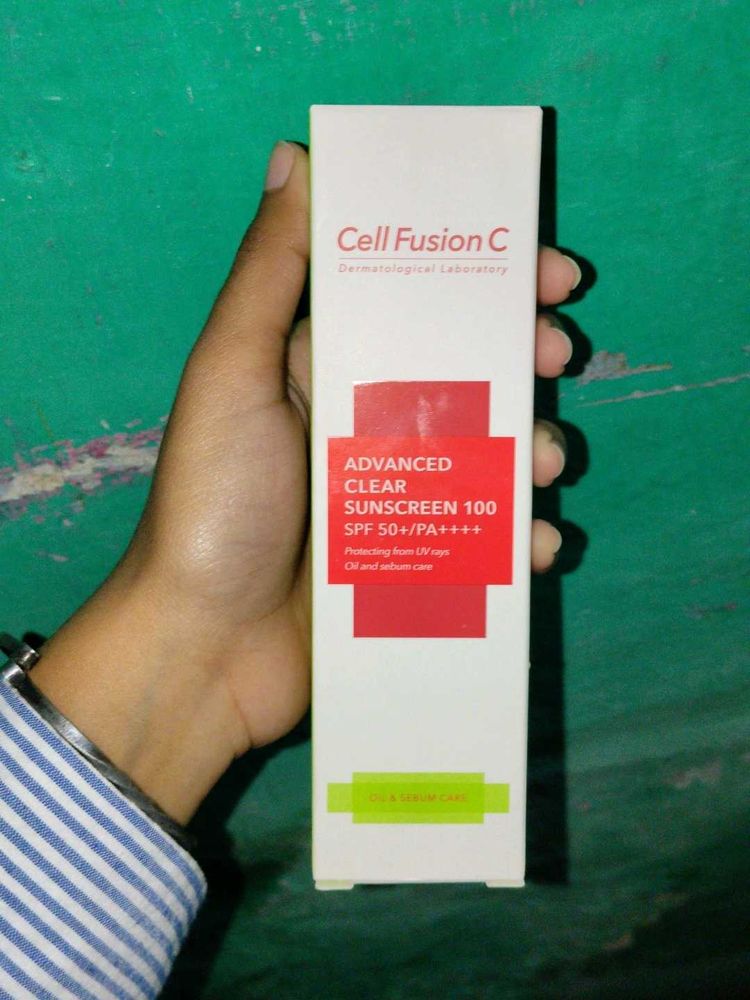 Cell Fusion C
Dermatological Laboratory
ADVANCED
CLEAR
SUNSCREEN 100
SPF 50+/PA++++
Protecting from UV rays
Oil and sebum care
OIL & SEBUM CARE